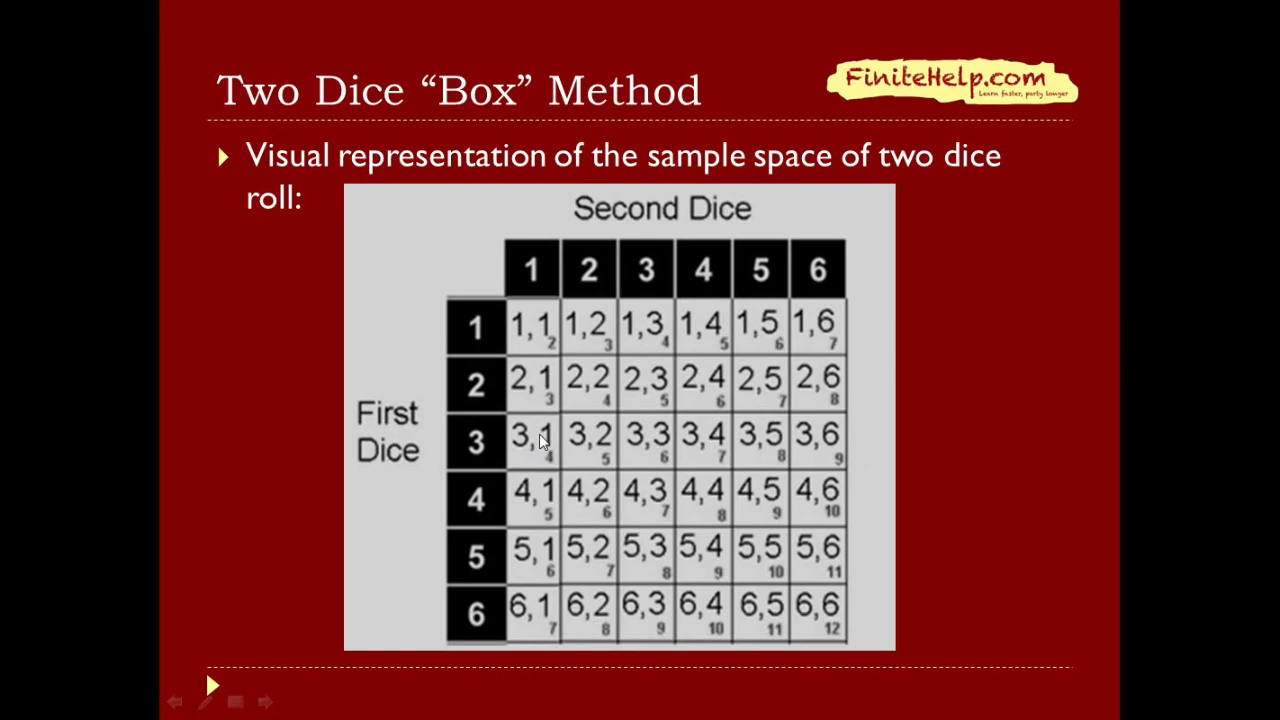 Two Dice “Box” Method
FiniteHelp.com
Learn faster, party longer
Visual representation of the sample space of two dice
roll:
Second Dice
1 2 3 4 5 6
1 1,1 2 1,2 3 1,3 4 1,4 5 1,5 6 1,6 7
2 2,1 3 2,2 4 2,3 5 2,4 6 2,5 7 2,6 8
First
Dice
3 3,1 4 3,2 5 3,3 6 3,4 7 3,5 8 3,6 9
4 4,1 5 4,2 6 4,3 7 4,4 8 4,5 9 4,6 10
5 5,1 6 5,2 7 5,3 8 5,4 9 5,5 10 5,6 11
6 6,1 7 6,2 8 6,3 9 6,4 10 6,5 11 6,6 12